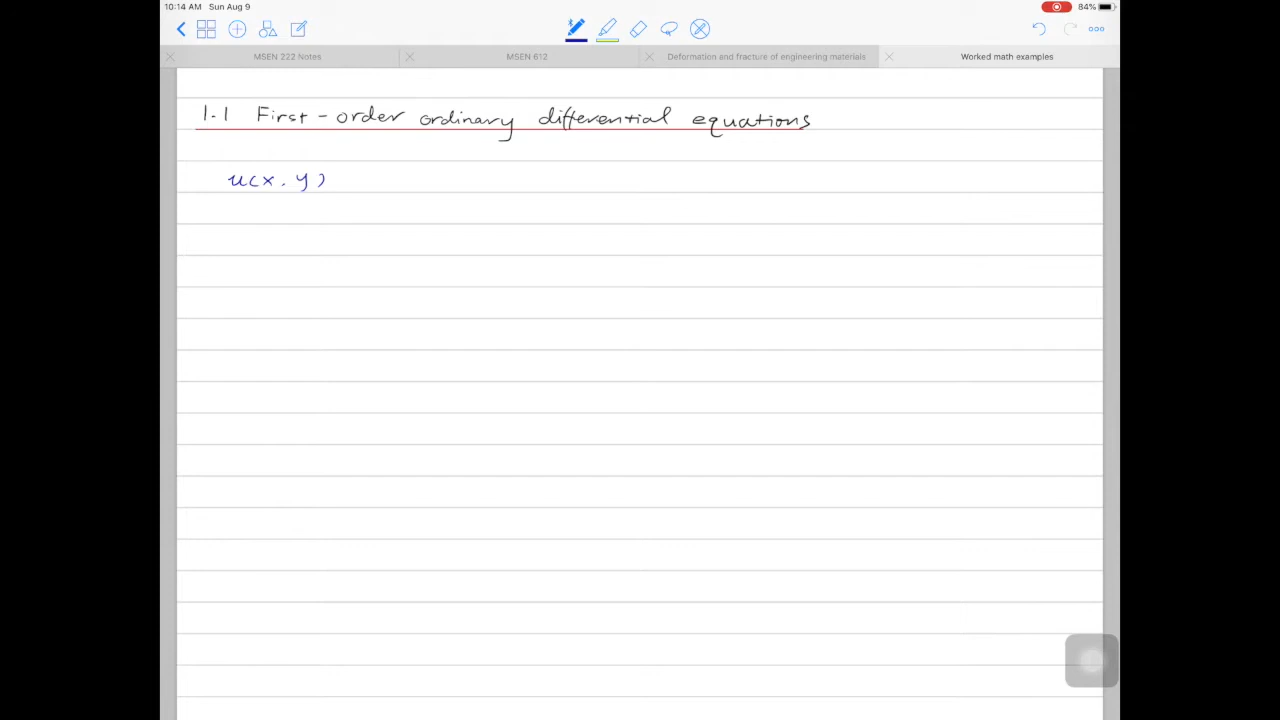 10:14 AM Sun Aug 9 84%
MSEN 222 Notes MSEN 612 Deformation and fracture of engineering materials Worked math examples
1.1 First-order ordinary differential equations
u(x, y)